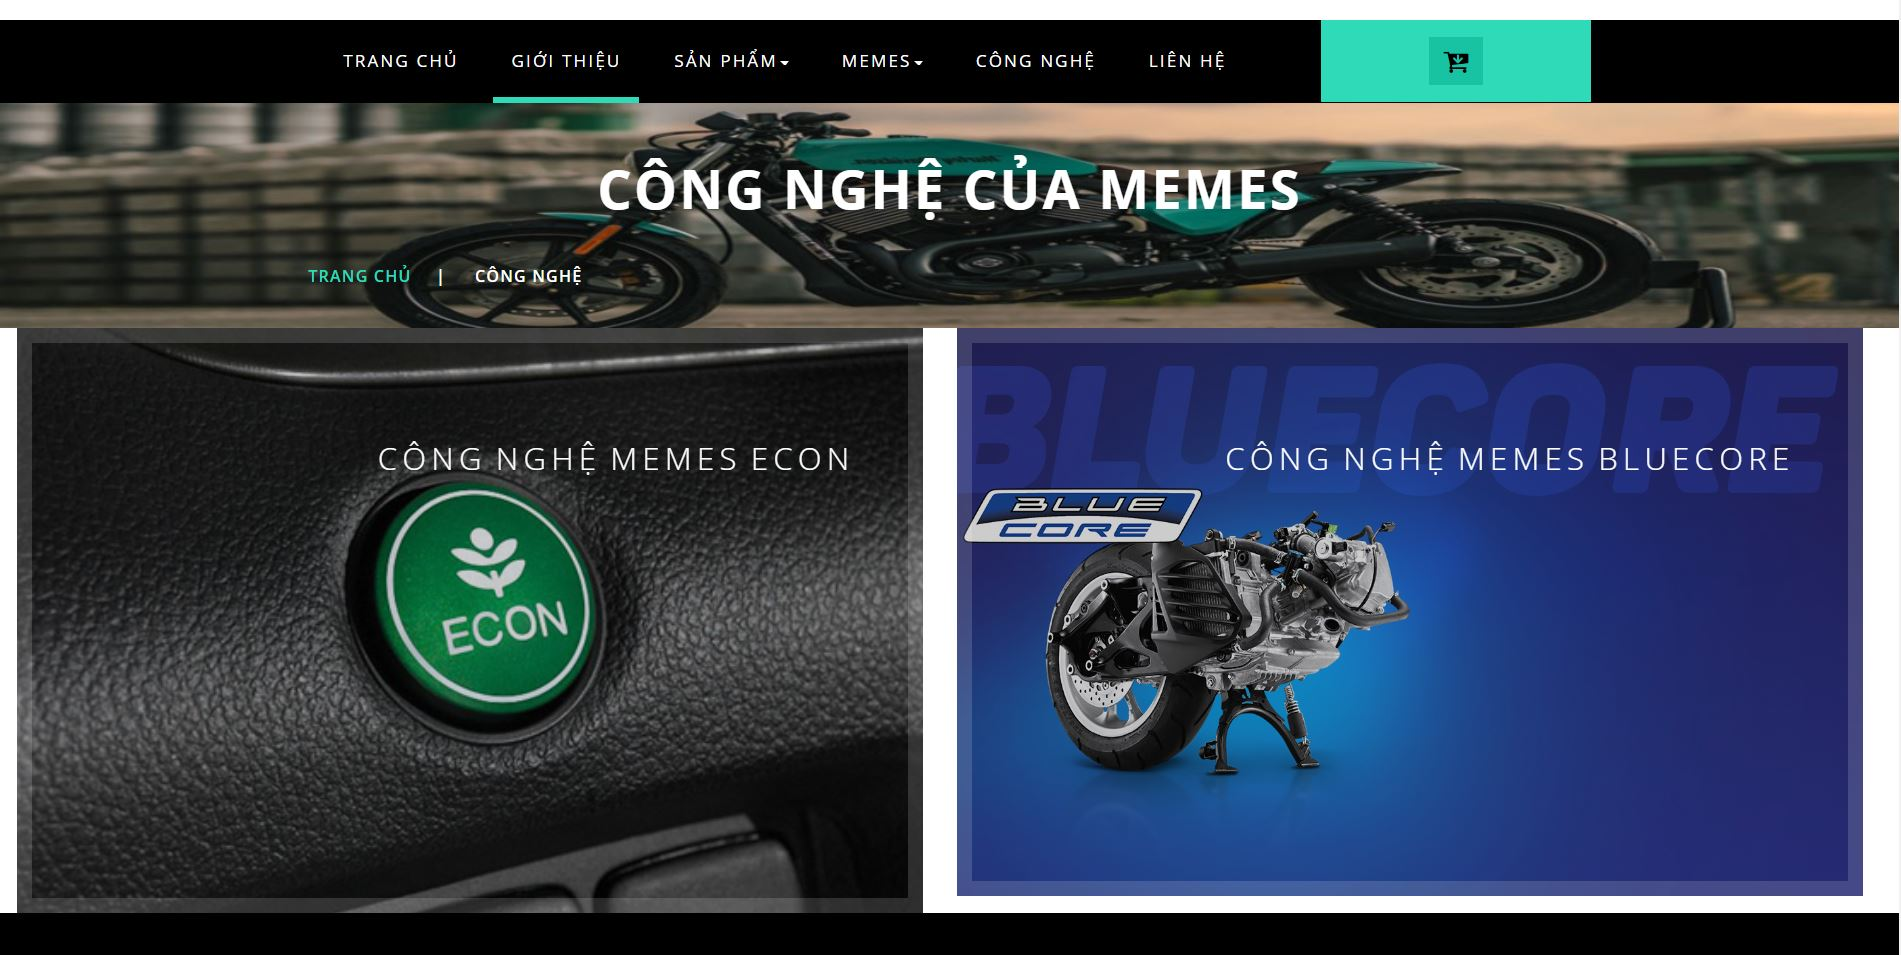 TRANG CHỦ GIỚI THIỆU SẢN PHẨM MEMES CÔNG NGHỆ LIÊN HỆ
CÔNG NGHỆ CỦA MEMES
TRANG CHỦ | CÔNG NGHỆ
CÔNG NGHỆ MEMES ECON
ECON
BLUECORE
CÔNG NGHỆ MEMES BLUECORE
BLUE
CORE